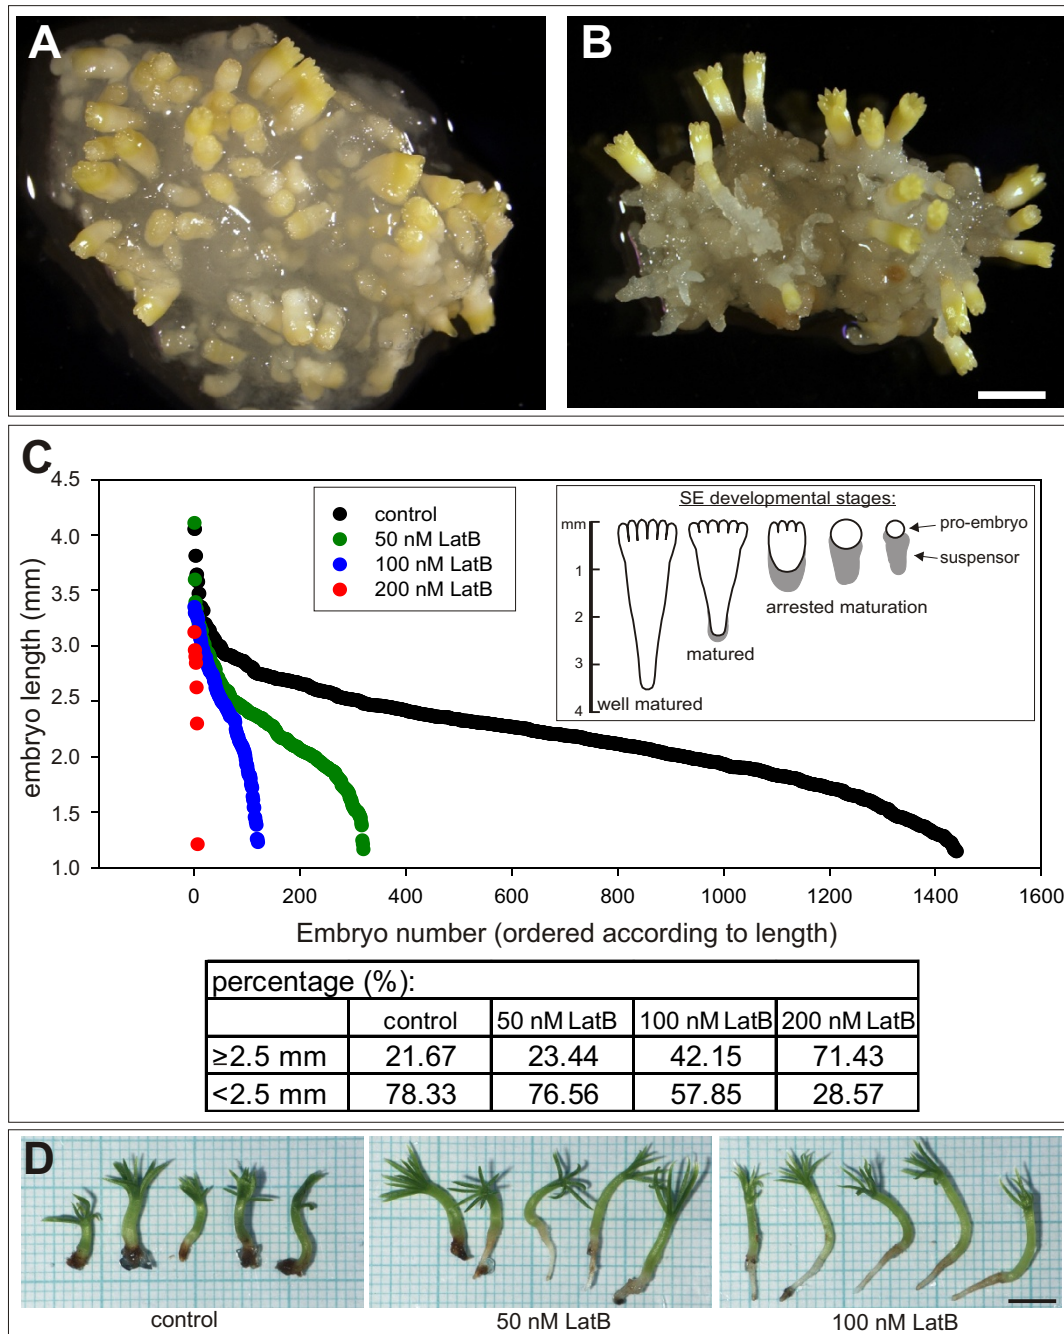 A
B
C
4.5
4.0
3.5
3.0
2.5
2.0
1.5
1.0
embryo length (mm)
control
50 nM LatB
100 nM LatB
200 nM LatB
SE developmental stages:
mm
1
2
3
4
well matured
matured
arrested maturation
pro-embryo
suspensor
0
200
400
600
800
1000
1200
1400
1600
Embryo number (ordered according to length)
percentage (%):
control 50 nM LatB 100 nM LatB 200 nM LatB
≥2.5 mm 21.67 23.44 42.15 71.43
<2.5 mm 78.33 76.56 57.85 28.57
D
control
50 nM LatB
100 nM LatB